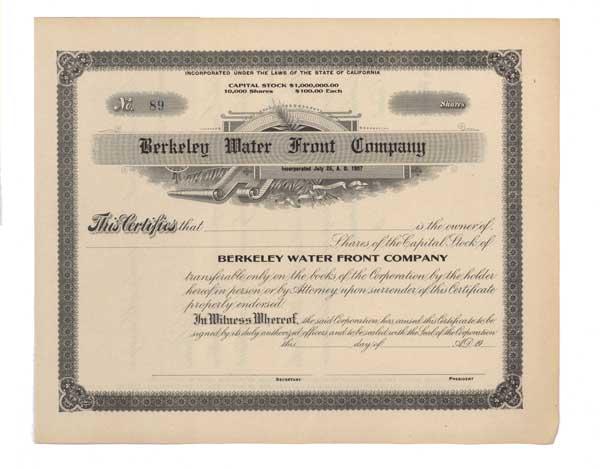 INCORPORATED UNDER THE LAWS OF THE STATE OF CALIFORNIA
CAPITAL STOCK $1,000,000.00
10,000 Shares $100.00 Each
No. 89
Shares
Berkeley Water Front Company
Incorporated July 25, A. D. 1907
This Certifies that is the owner of
Shares of the Capital Stock of
BERKELEY WATER FRONT COMPANY
transferable only on the books of the Corporation by the holder
hereof in person or by Attorney upon surrender of this Certificate
properly endorsed.
In Witness Whereof, the said Corporation has caused this Certificate to be
signed by its duly authorized officers and to be sealed with the Seal of the Corporation
this day of A.D. 19
SECRETARY PRESIDENT